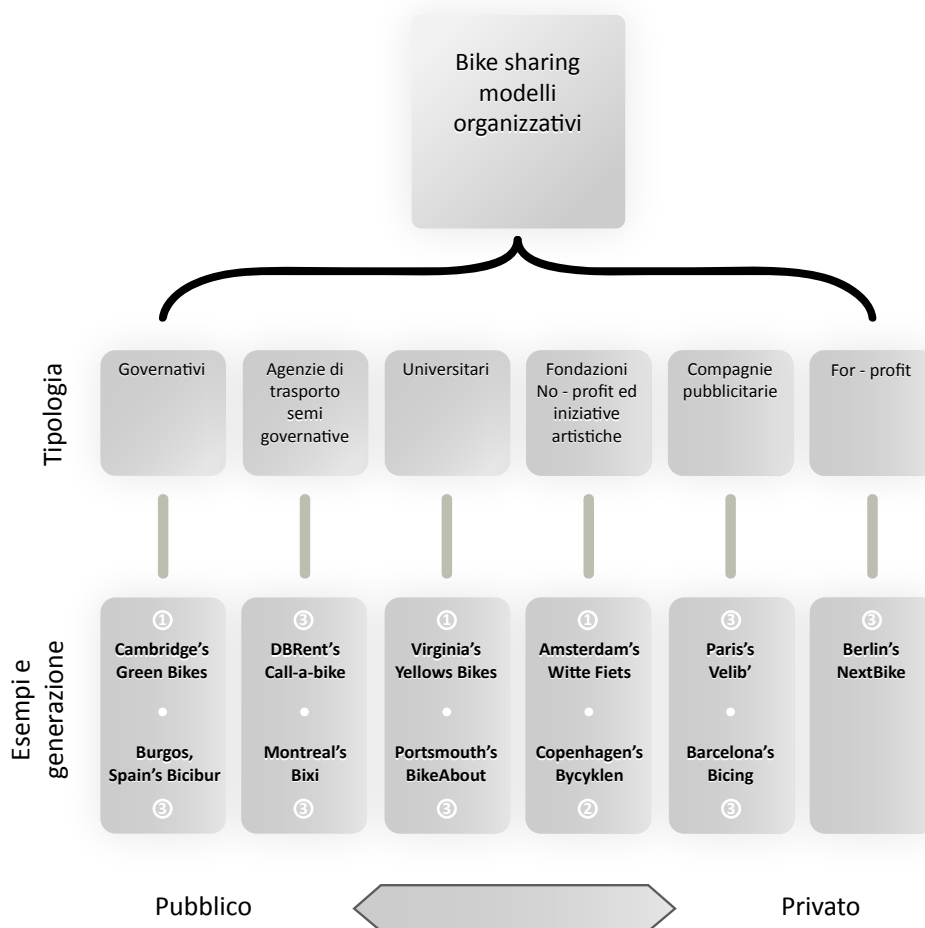 Bike sharing
modelli
organizzativi
Tipologia
Governativi
Agenzie di
trasporto
semi
governative
Universitari
Fondazioni
No - profit ed
iniziative
artistiche
Compagnie
pubblicitarie
For - profit
Esempi e
generazione
①
Cambridge’s
Green Bikes
Burgos,
Spain’s Bicibur
③
③
DBRent’s
Call-a-bike
Montreal’s
Bixi
③
①
Virginia’s
Yellows Bikes
Portsmouth’s
BikeAbout
③
①
Amsterdam’s
Witte Fiets
Copenhagen’s
Bycyklen
②
③
Paris’s
Velib’
Barcelona’s
Bicing
③
③
Berlin’s
NextBike
Pubblico
Privato